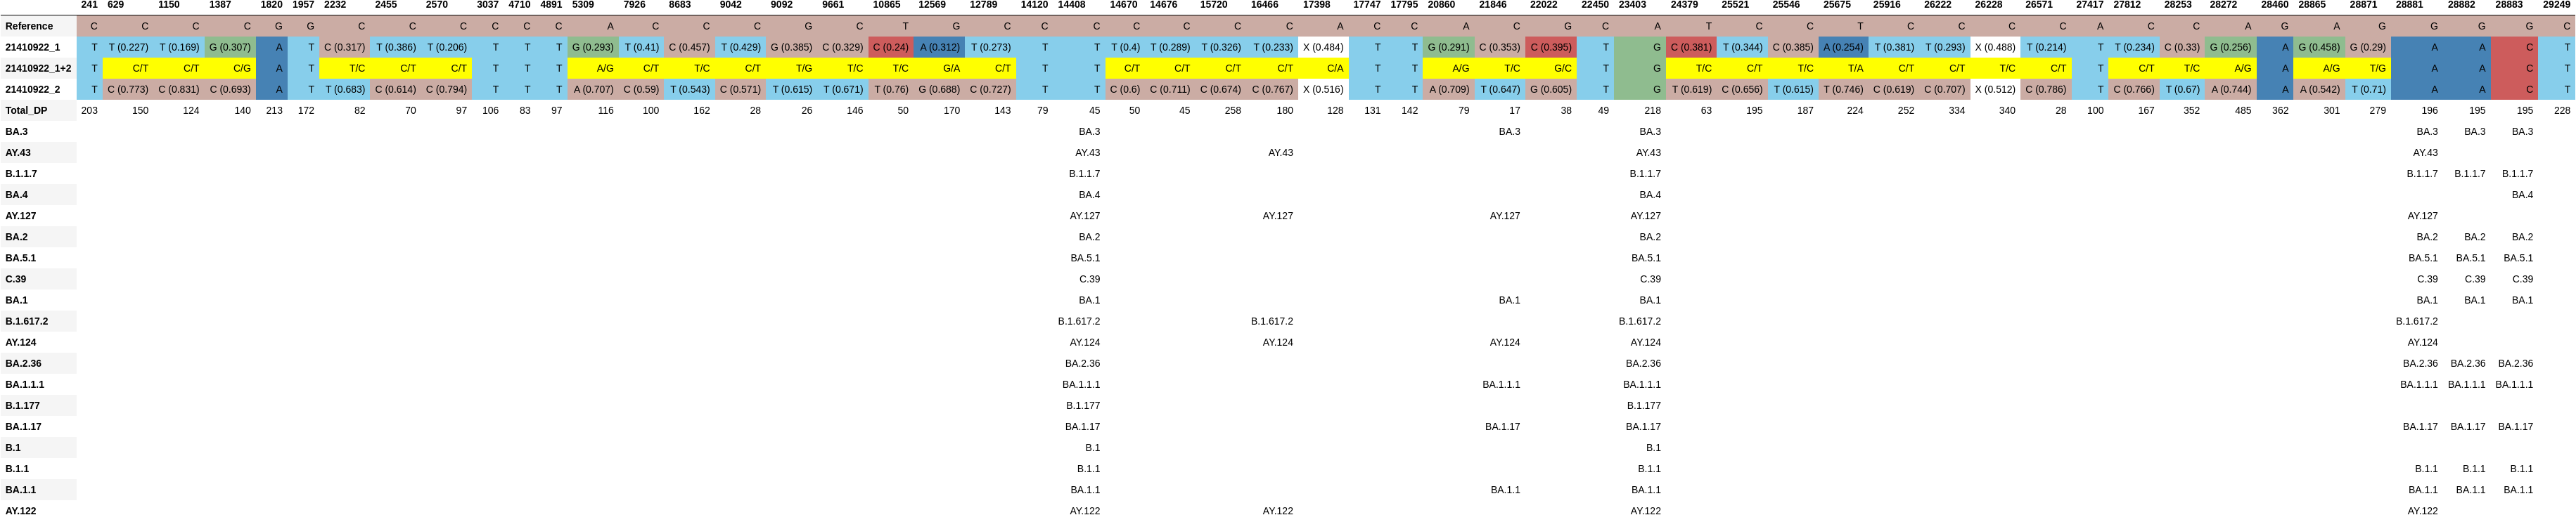 241 629 1150 1387 1820 1957 2232 2455 2570 3037 4710 4891 5309 7926 8683 9042 9092 9661 10865 12569 12789 14120 14408 14670 14676 15720 16466 17398 17747 17795 20860 21846 22022 22450 23403 24379 25521 25546 25675 25916 26222 26228 26571 27417 27812 28253 28272 28460 28865 28871 28881 28882 28883 29249
Reference C C C C G G C C C C C C A C C C G C T G C C C C C C C A C C A C G C A T C C T C C C C A C C A G A G G G G C
21410922_1 T T (0.227) T (0.169) G (0.307) A T C (0.317) T (0.386) T (0.206) T T T G (0.293) T (0.41) C (0.457) T (0.429) G (0.385) C (0.329) C (0.24) A (0.312) T (0.273) T T T (0.4) T (0.289) T (0.326) T (0.233) X (0.484) T T G (0.291) C (0.353) C (0.395) T G C (0.381) T (0.344) C (0.385) A (0.254) T (0.381) T (0.293) X (0.488) T (0.214) T T (0.234) C (0.33) G (0.256) A G (0.458) G (0.29) A A C T
21410922_1+2 T C/T C/T C/G A T T/C C/T C/T T T T A/G C/T T/C C/T T/G T/C T/C G/A C/T T T C/T C/T C/T C/T C/A T T A/G T/C G/C T G T/C C/T T/C T/A C/T C/T T/C C/T T C/T T/C A/G A A/G T/G A A C T
21410922_2 T C (0.773) C (0.831) C (0.693) A T T (0.683) C (0.614) C (0.794) T T T A (0.707) C (0.59) T (0.543) C (0.571) T (0.615) T (0.671) T (0.76) G (0.688) C (0.727) T T C (0.6) C (0.711) C (0.674) C (0.767) X (0.516) T T A (0.709) T (0.647) G (0.605) T G T (0.619) C (0.656) T (0.615) T (0.746) C (0.619) C (0.707) X (0.512) C (0.786) T C (0.766) T (0.67) A (0.744) A A (0.542) T (0.71) A A C T
Total_DP 203 150 124 140 213 172 82 70 97 106 83 97 116 100 162 28 26 146 50 170 143 79 45 50 45 258 180 128 131 142 79 17 38 49 218 63 195 187 224 252 334 340 28 100 167 352 485 362 301 279 196 195 195 228
BA.3 BA.3 BA.3 BA.3 BA.3 BA.3 BA.3
AY.43 AY.43 AY.43 AY.43 AY.43
B.1.1.7 B.1.1.7 B.1.1.7 B.1.1.7 B.1.1.7 B.1.1.7
BA.4 BA.4 BA.4 BA.4
AY.127 AY.127 AY.127 AY.127 AY.127 AY.127
BA.2 BA.2 BA.2 BA.2 BA.2 BA.2
BA.5.1 BA.5.1 BA.5.1 BA.5.1 BA.5.1 BA.5.1
C.39 C.39 C.39 C.39 C.39 C.39
BA.1 BA.1 BA.1 BA.1 BA.1 BA.1 BA.1
B.1.617.2 B.1.617.2 B.1.617.2 B.1.617.2 B.1.617.2
AY.124 AY.124 AY.124 AY.124 AY.124 AY.124
BA.2.36 BA.2.36 BA.2.36 BA.2.36 BA.2.36 BA.2.36
BA.1.1.1 BA.1.1.1 BA.1.1.1 BA.1.1.1 BA.1.1.1 BA.1.1.1 BA.1.1.1
B.1.177 B.1.177 B.1.177
BA.1.17 BA.1.17 BA.1.17 BA.1.17 BA.1.17 BA.1.17 BA.1.17
B.1 B.1 B.1
B.1.1 B.1.1 B.1.1 B.1.1 B.1.1 B.1.1
BA.1.1 BA.1.1 BA.1.1 BA.1.1 BA.1.1 BA.1.1 BA.1.1
AY.122 AY.122 AY.122 AY.122 AY.122